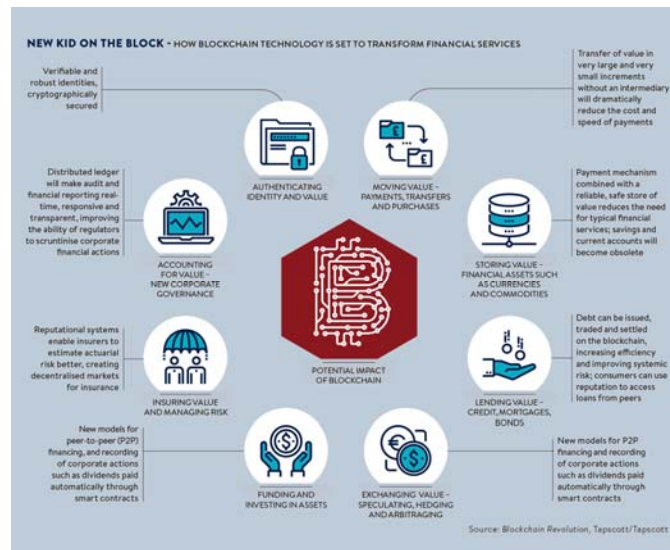 NEW KID ON THE BLOCK - HOW BLOCKCHAIN TECHNOLOGY IS SET TO TRANSFORM FINANCIAL SERVICES
Verifiable and
robust identities,
cryptographically
secured
AUTHENTICATING
IDENTITY AND VALUE
MOVING VALUE –
PAYMENTS, TRANSFERS
AND PURCHASES
Transfer of value in
very large and very
small increments
without an intermediary
will dramatically
reduce the cost and
speed of payments
Distributed ledger
will make audit and
financial reporting real-
time, responsive and
transparent, improving
the ability of regulators
to scrutinise corporate
financial actions
ACCOUNTING
FOR VALUE –
NEW CORPORATE
GOVERNANCE
STORING VALUE –
FINANCIAL ASSETS SUCH
AS CURRENCIES
AND COMMODITIES
Payment mechanism
combined with a
reliable, safe store of
value reduces the need
for typical financial
services; savings and
current accounts will
become obsolete
POTENTIAL IMPACT
OF BLOCKCHAIN
Reputational systems
enable insurers to
estimate actuarial
risk better, creating
decentralised markets
for insurance
INSURING VALUE
AND MANAGING RISK
LENDING VALUE –
CREDIT, MORTGAGES,
BONDS
Debt can be issued,
traded and settled
on the blockchain,
increasing efficiency
and improving systemic
risk; consumers can use
reputation to access
loans from peers
New models for
peer-to-peer (P2P)
financing, and recording
of corporate actions
such as dividends paid
automatically through
smart contracts
FUNDING AND
INVESTING IN ASSETS
EXCHANGING VALUE –
SPECULATING, HEDGING
AND ARBITRAGING
New models for P2P
financing and recording
of corporate actions
such as dividends paid
automatically through
smart contracts
Source: Blockchain Revolution, Tapscott/Tapscott